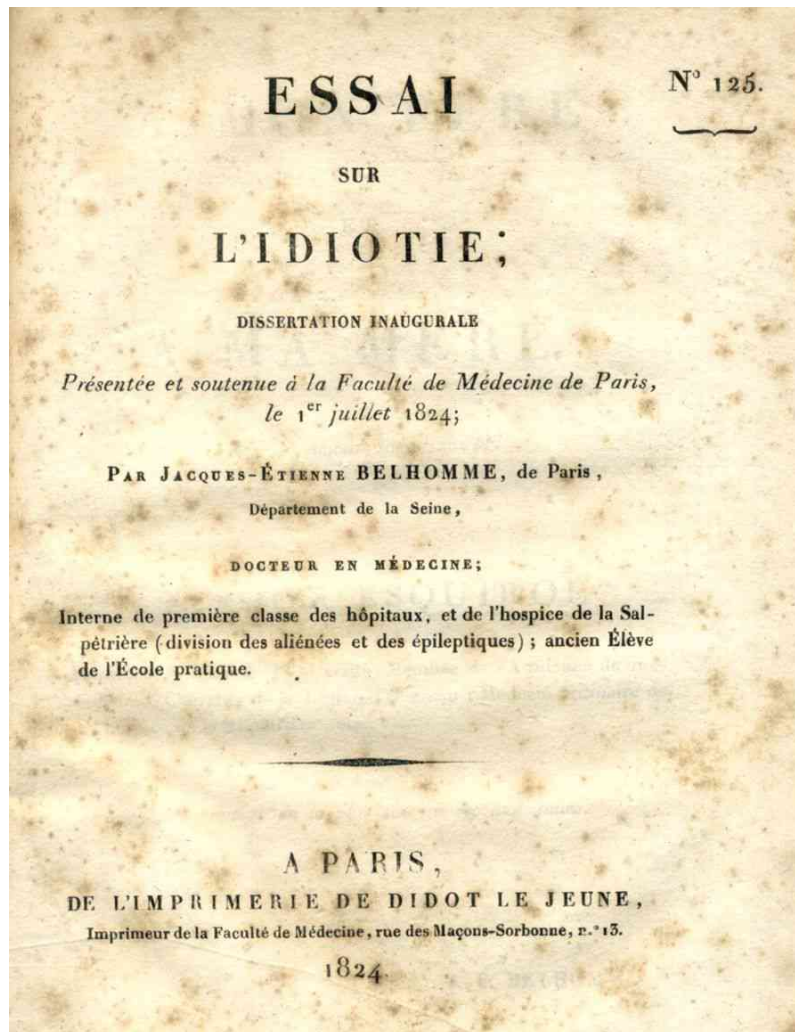 ESSAI
N° 125.
SUR
L'IDIOTIE;
DISSERTATION INAUGURALE
Présentée et soutenue à la Faculté de Médecine de Paris,
le 1er juillet 1824;
PAR JACQUES-ÉTIENNE BELHOMME, de Paris,
Département de la Seine,
DOCTEUR EN MÉDECINE;
Interne de première classe des hôpitaux, et de l'hospice de la Sal-
pétrière (division des aliénées et des épileptiques); ancien Élève
de l'École pratique.
A PARIS,
DE L'IMPRIMERIE DE DIDOT LE JEUNE,
Imprimeur de la Faculté de Médecine, rue des Maçons-Sorbonne, n.° 13.
1824.